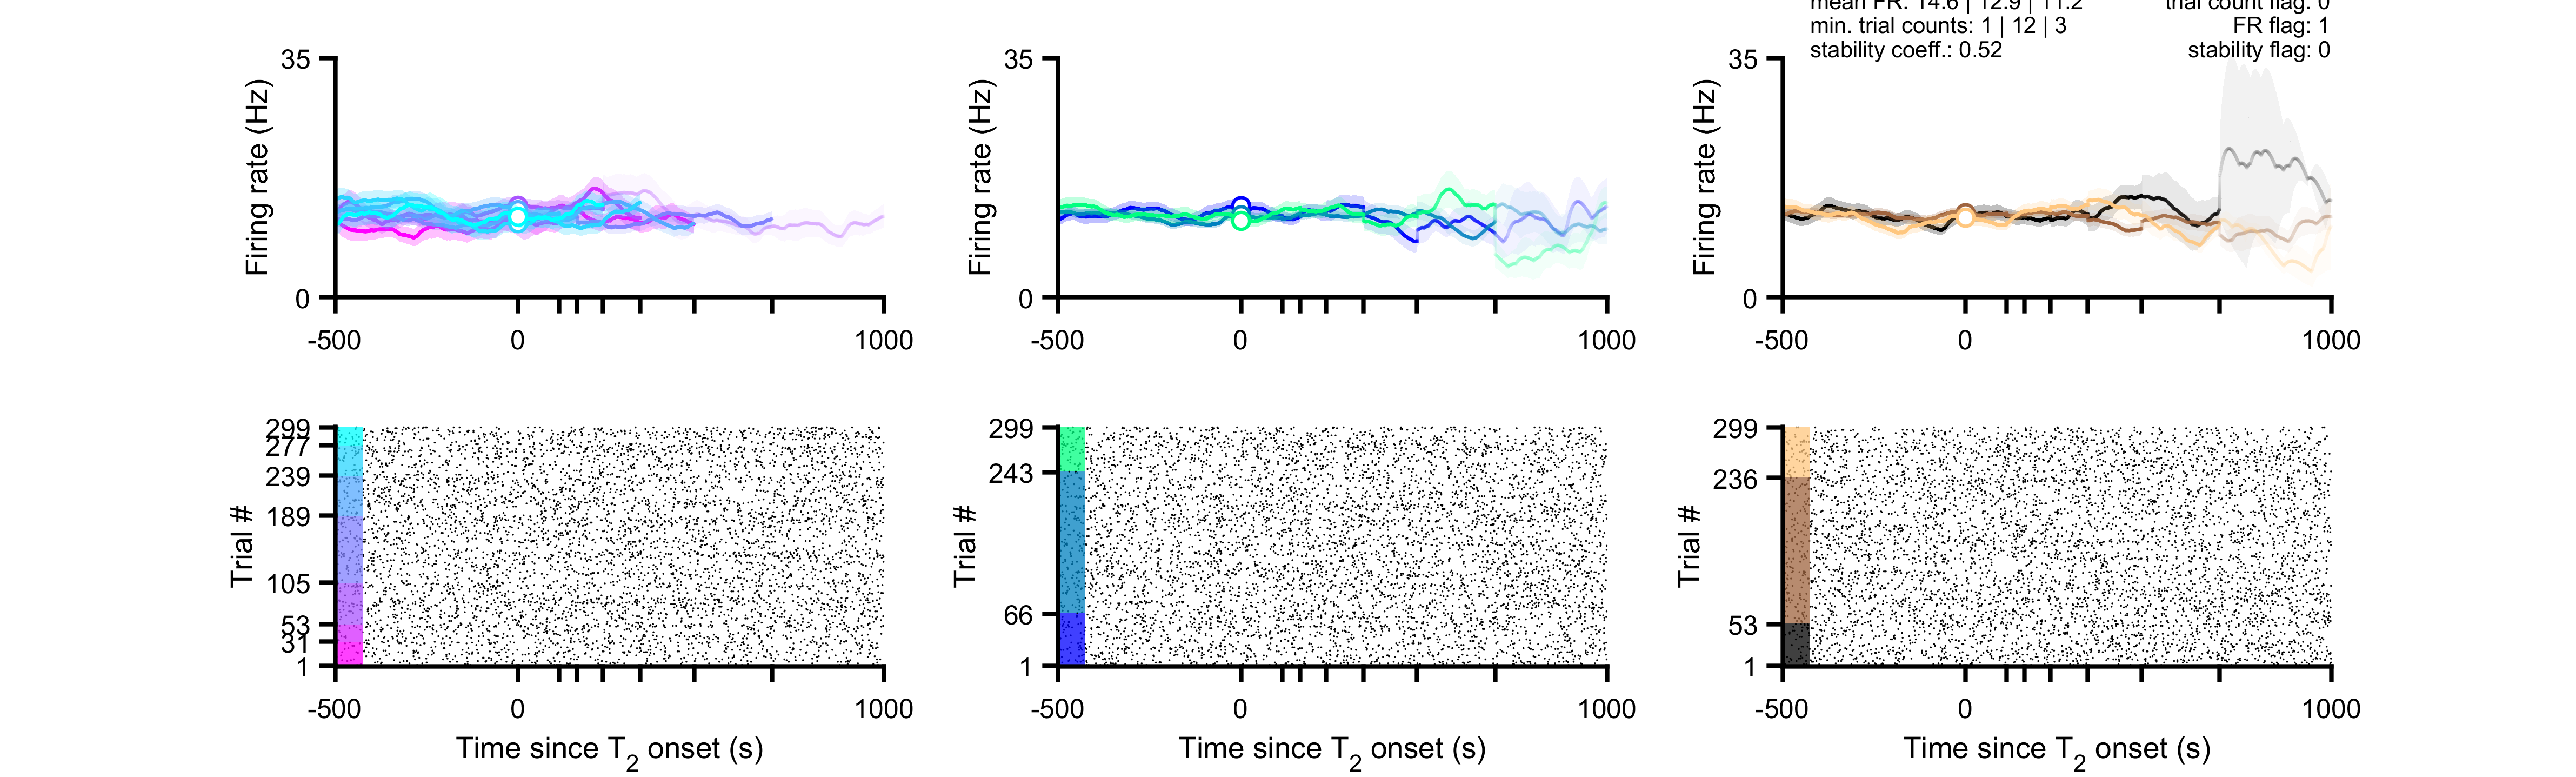 mean FR: 14.6 | 12.9 | 11.2 trial count flag: 0
min. trial counts: 1 | 12 | 3 FR flag: 1
stability coeff.: 0.52 stability flag: 0
35 35 35
Firing rate (Hz) Firing rate (Hz) Firing rate (Hz)
0 0 0
-500 0 1000 -500 0 1000 -500 0 1000
299 299 299
277
239 243 236
189
Trial # Trial # Trial #
105
53 66 53
31
1 1 1
-500 0 1000 -500 0 1000 -500 0 1000
Time since T2 onset (s) Time since T2 onset (s) Time since T2 onset (s)